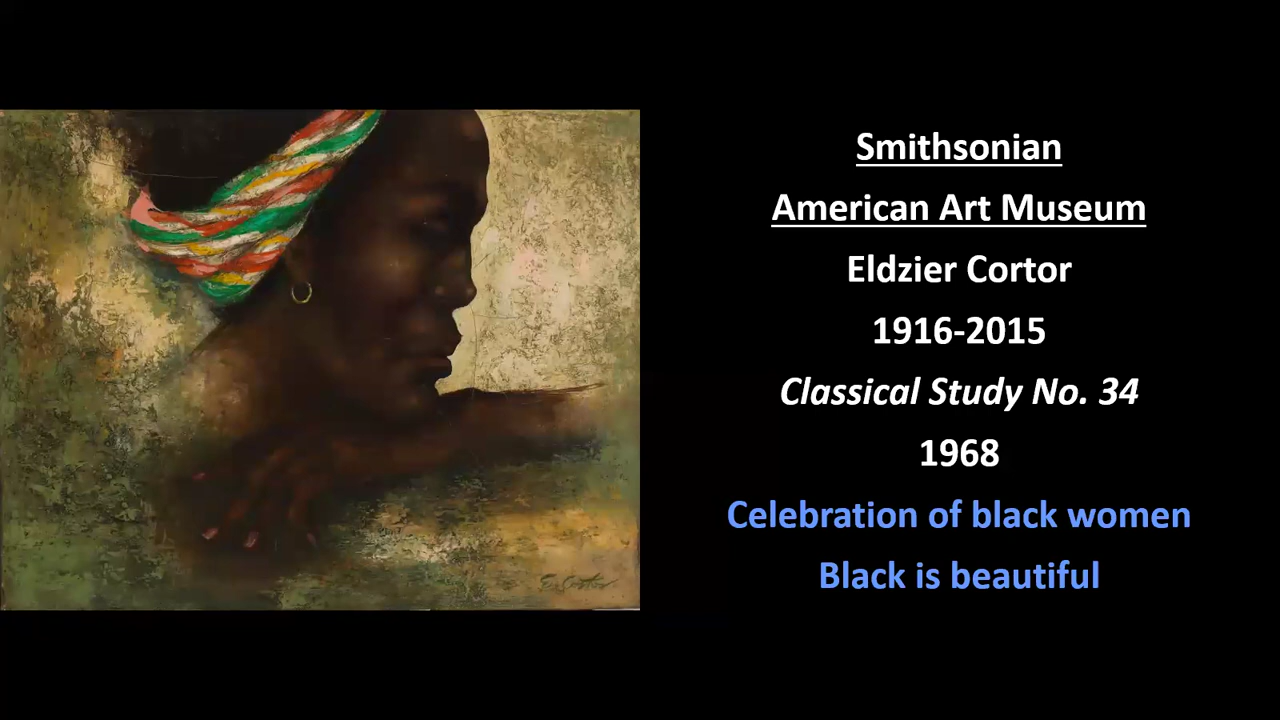 Smithsonian
American Art Museum
Eldzier Cortor
1916-2015
Classical Study No. 34
1968
Celebration of black women
Black is beautiful